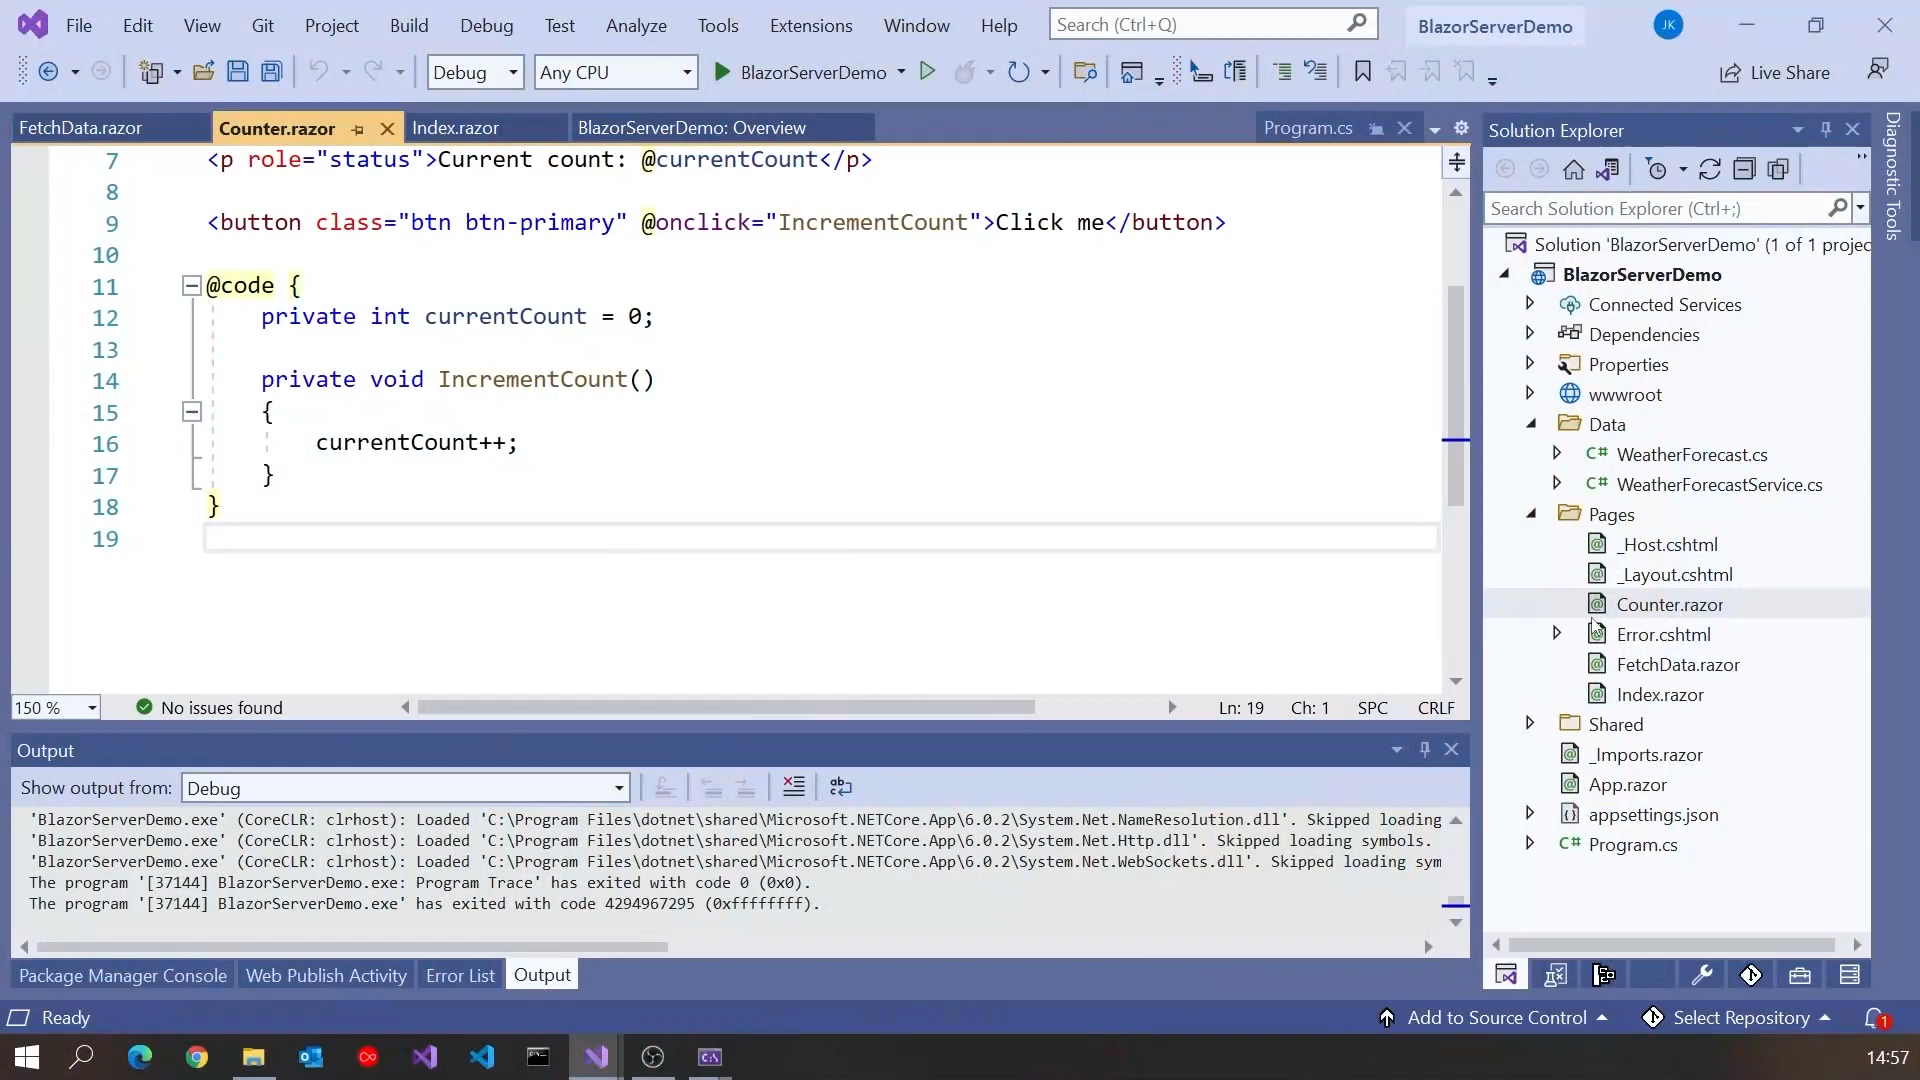 File Edit View Git Project Build Debug Test Analyze Tools Extensions Window Help Search (Ctrl+Q) BlazorServerDemo JK
Debug Any CPU BlazorServerDemo Live Share
FetchData.razor Counter.razor Index.razor BlazorServerDemo: Overview Program.cs
7 <p role="status">Current count: @currentCount</p>
8
9 <button class="btn btn-primary" @onclick="IncrementCount">Click me</button>
10
11 @code {
12 private int currentCount = 0;
13
14 private void IncrementCount()
15 {
16 currentCount++;
17 }
18 }
19
150 % No issues found Ln: 19 Ch: 1 SPC CRLF
Output
Show output from: Debug
'BlazorServerDemo.exe' (CoreCLR: clrhost): Loaded 'C:\Program Files\dotnet\shared\Microsoft.NETCore.App\6.0.2\System.Net.NameResolution.dll'. Skipped loading
'BlazorServerDemo.exe' (CoreCLR: clrhost): Loaded 'C:\Program Files\dotnet\shared\Microsoft.NETCore.App\6.0.2\System.Net.Http.dll'. Skipped loading symbols.
'BlazorServerDemo.exe' (CoreCLR: clrhost): Loaded 'C:\Program Files\dotnet\shared\Microsoft.NETCore.App\6.0.2\System.Net.WebSockets.dll'. Skipped loading sym
The program '[37144] BlazorServerDemo.exe: Program Trace' has exited with code 0 (0x0).
The program '[37144] BlazorServerDemo.exe' has exited with code 4294967295 (0xffffffff).
Package Manager Console Web Publish Activity Error List Output
Solution Explorer
Search Solution Explorer (Ctrl+;)
Solution 'BlazorServerDemo' (1 of 1 projec
BlazorServerDemo
Connected Services
Dependencies
Properties
wwwroot
Data
C# WeatherForecast.cs
C# WeatherForecastService.cs
Pages
_Host.cshtml
_Layout.cshtml
Counter.razor
Error.cshtml
FetchData.razor
Index.razor
Shared
_Imports.razor
App.razor
appsettings.json
C# Program.cs
Diagnostic Tools
Ready Add to Source Control Select Repository 1
14:57